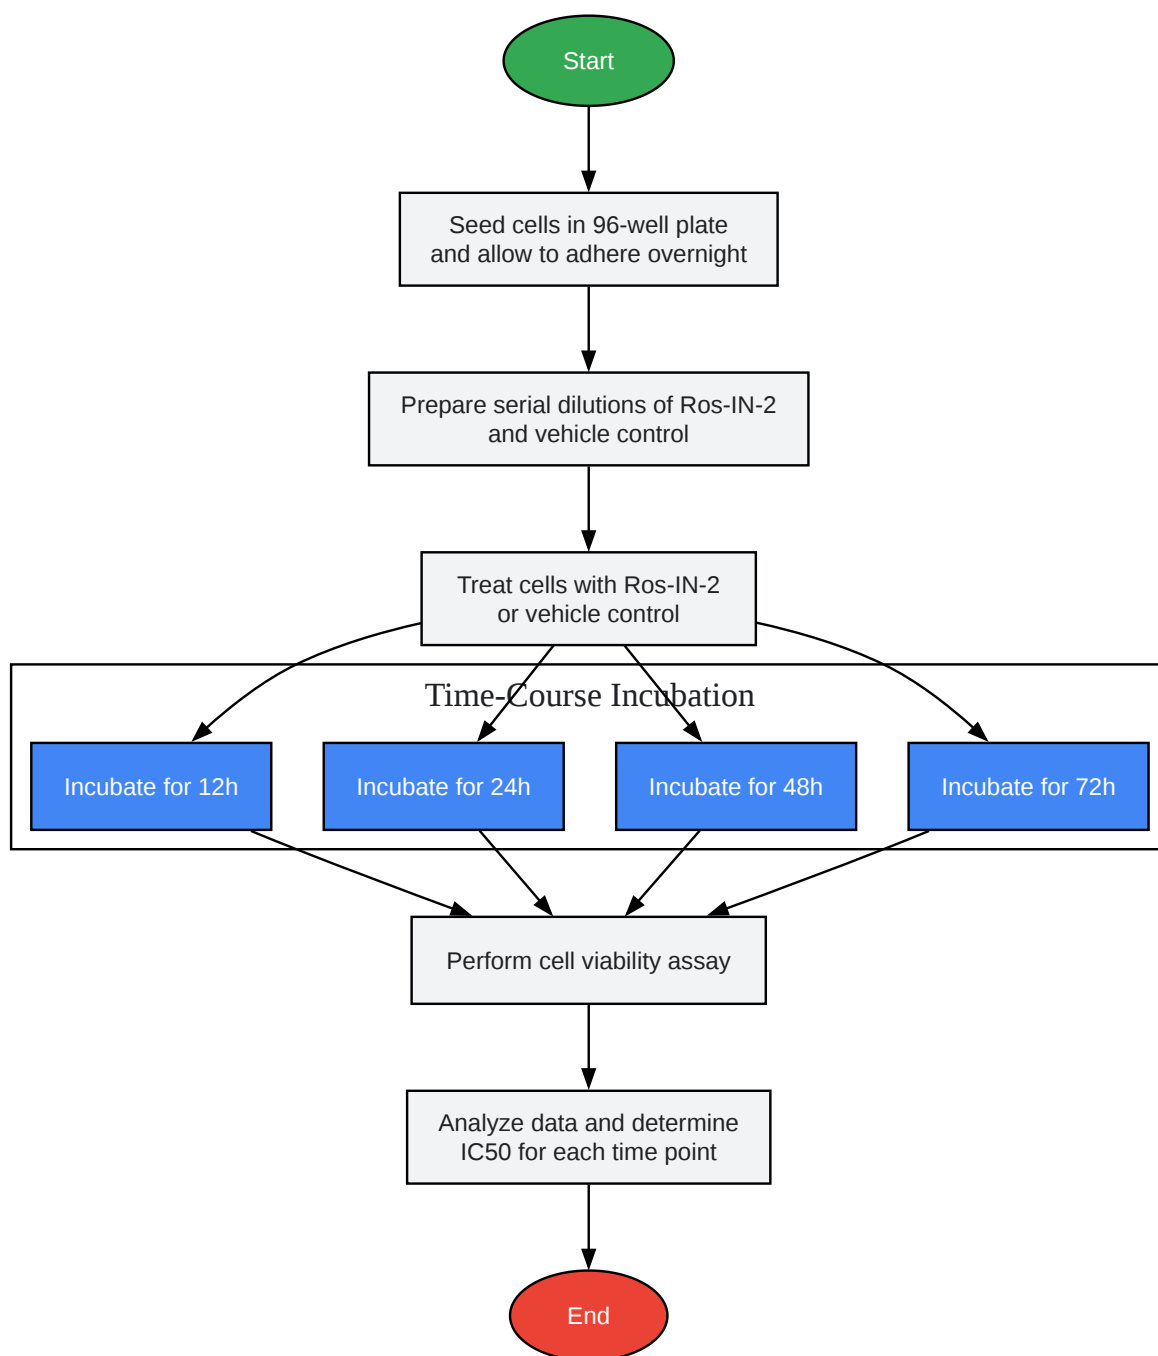 Start
Seed cells in 96-well plate
and allow to adhere overnight
Prepare serial dilutions of Ros-IN-2
and vehicle control
Treat cells with Ros-IN-2
or vehicle control
Time-Course Incubation
Incubate for 12h
Incubate for 24h
Incubate for 48h
Incubate for 72h
Perform cell viability assay
Analyze data and determine
IC50 for each time point
End